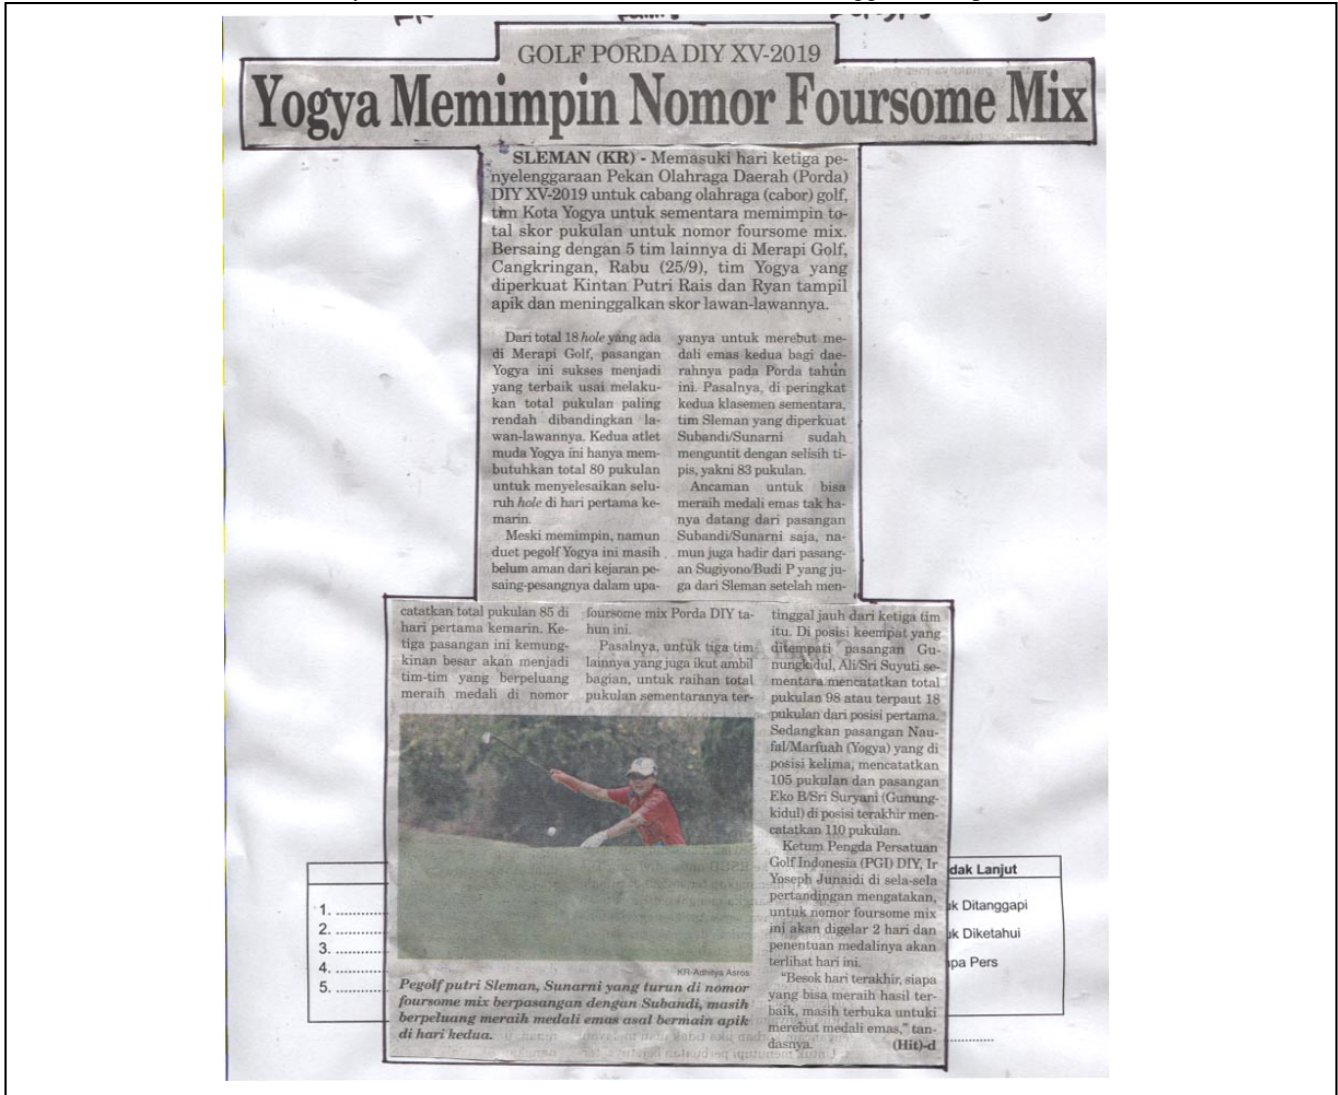 GOLF PORDA DIY XV-2019
Yogya Memimpin Nomor Foursome Mix
SLEMAN (KR) - Memasuki hari ketiga pe-
nyelenggaraan Pekan Olahraga Daerah (Porda)
DIY XV-2019 untuk cabang olahraga (cabor) golf,
tim Kota Yogya untuk sementara memimpin to-
tal skor pukulan untuk nomor foursome mix.
Bersaing dengan 5 tim lainnya di Merapi Golf,
Cangkringan, Rabu (25/9), tim Yogya yang
diperkuat Kintan Putri Rais dan Ryan tampil
apik dan meninggalkan skor lawan-lawannya.
Dari total 18 hole yang ada
di Merapi Golf, pasangan
Yogya ini sukses menjadi
yang terbaik usai melaku-
kan total pukulan paling
rendah dibandingkan la-
wan-lawannya. Kedua atlet
muda Yogya ini hanya mem-
butuhkan total 80 pukulan
untuk menyelesaikan selu-
ruh hole di hari pertama ke-
marin.
Meski memimpin, namun
duet pegolf Yogya ini masih
belum aman dari kejaran pe-
saing-pesangnya dalam upa-
yanya untuk merebut me-
dali emas kedua bagi dae-
rahnya pada Porda tahun
ini. Pasalnya, di peringkat
kedua klasemen sementara,
tim Sleman yang diperkuat
Subandi/Sunarni sudah
menguntit dengan selisih ti-
pis, yakni 83 pukulan.
Ancaman untuk bisa
meraih medali emas tak ha-
nya datang dari pasangan
Subandi/Sunarni saja, na-
mun juga hadir dari pasang-
an Sugiyono/Budi P yang ju-
ga dari Sleman setelah men-
catatkan total pukulan 85 di
hari pertama kemarin. Ke-
tiga pasangan ini kemung-
kinan besar akan menjadi
tim-tim yang berpeluang
meraih medali di nomor
foursome mix Porda DIY ta-
hun ini.
Pasalnya, untuk tiga tim
lainnya yang juga ikut ambil
bagian, untuk raihan total
pukulan sementaranya ter-
tinggal jauh dari ketiga tim
itu. Di posisi keempat yang
ditempati pasangan Gu-
nungkidul, Ali/Sri Suyuti se-
mentara mencatatkan total
pukulan 98 atau terpaut 18
pukulan dari posisi pertama.
Sedangkan pasangan Nau-
fal/Marfuah (Yogya) yang di
posisi kelima, mencatatkan
105 pukulan dan pasangan
Eko B/Sri Suryani (Gunung-
kidul) di posisi terakhir men-
catatkan 110 pukulan.
Ketum Pengda Persatuan
Golf Indonesia (PGI) DIY, Ir
Yoseph Junaidi di sela-sela
pertandingan mengatakan,
untuk nomor foursome mix
ini akan digelar 2 hari dan
penentuan medalinya akan
terlihat hari ini.
"Besok hari terakhir, siapa
yang bisa meraih hasil ter-
baik, masih terbuka untuki
merebut medali emas," tan-
dasnya. (Hit)-d
KR-Adhitya Asros
Pegolf putri Sleman, Sunarni yang turun di nomor
foursome mix berpasangan dengan Subandi, masih
berpeluang meraih medali emas asal bermain apik
di hari kedua.
1. ............
2. ............
3. ............
4. ............
5. ............
dak Lanjut
k Ditanggapi
k Diketahui
pa Pers